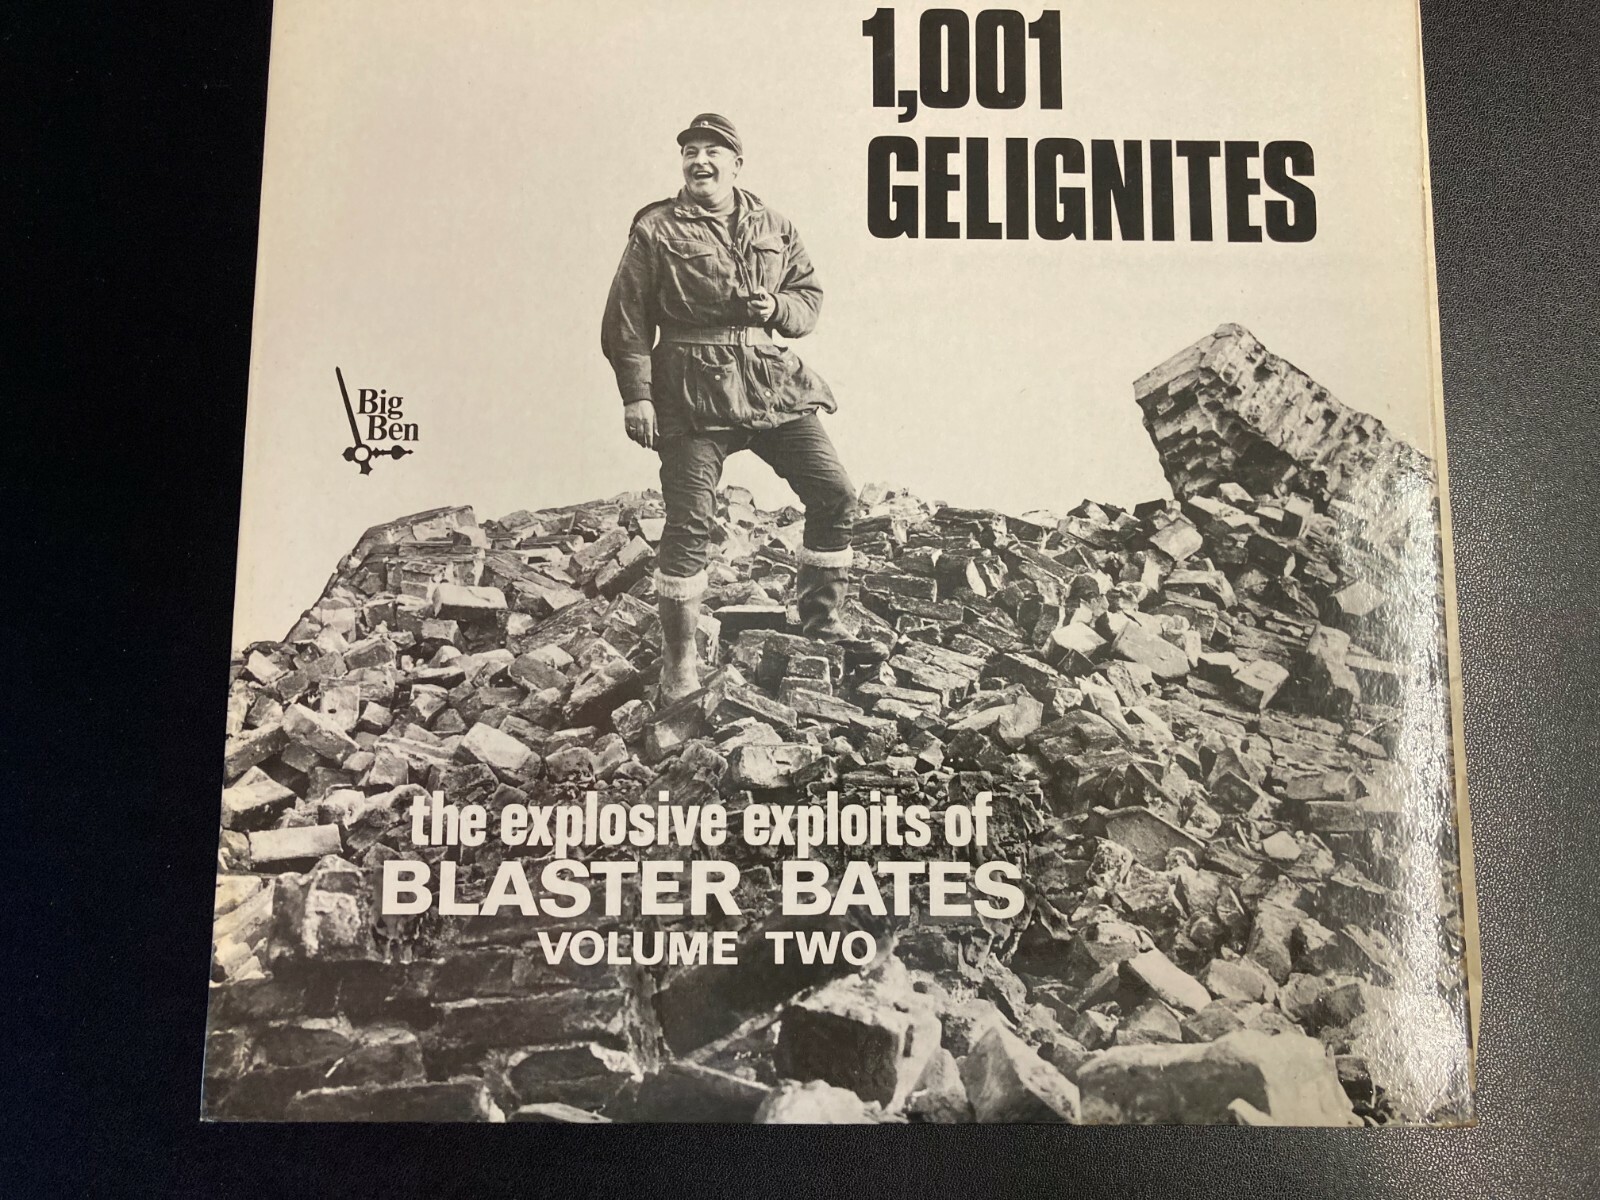 1,001
GELIGNITES
Big
Ben
the explosive exploits of
BLASTER BATES
VOLUME TWO